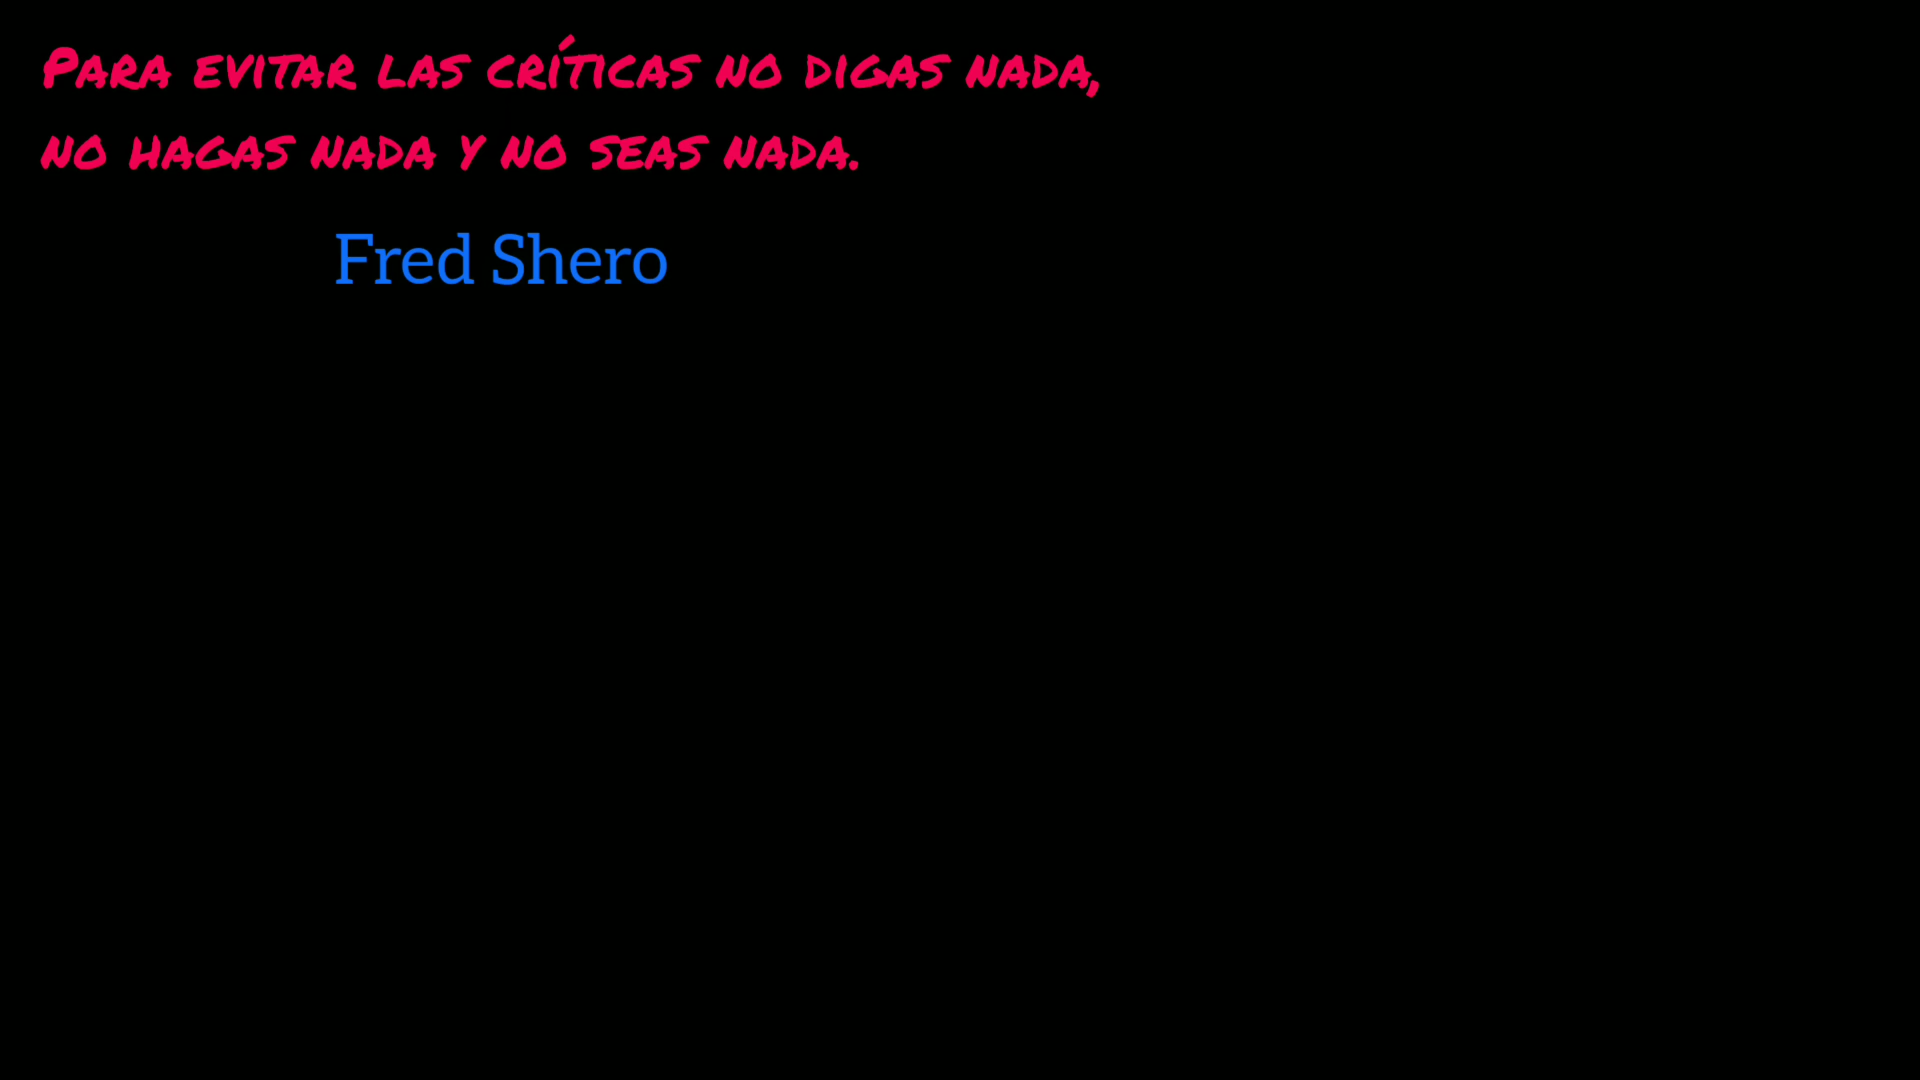 Para evitar las críticas no digas nada,
no hagas nada y no seas nada.
Fred Shero